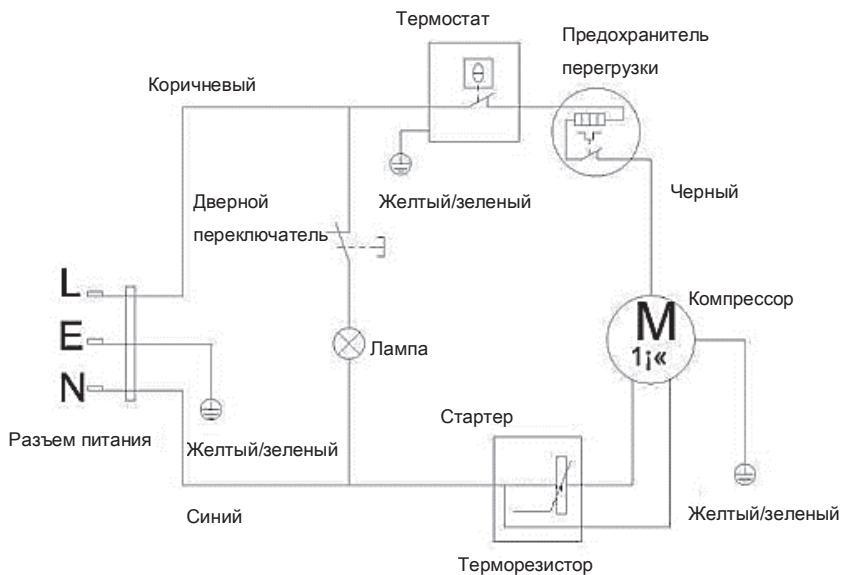 Термостат
Предохранитель
перегрузки
Коричневый
Желтый/зеленый
Черный
Дверной
переключатель
L
E
N
Разъем питания
Желтый/зеленый
Лампа
Компрессор
M
1¡«
Стартер
Синий
Желтый/зеленый
Терморезистор